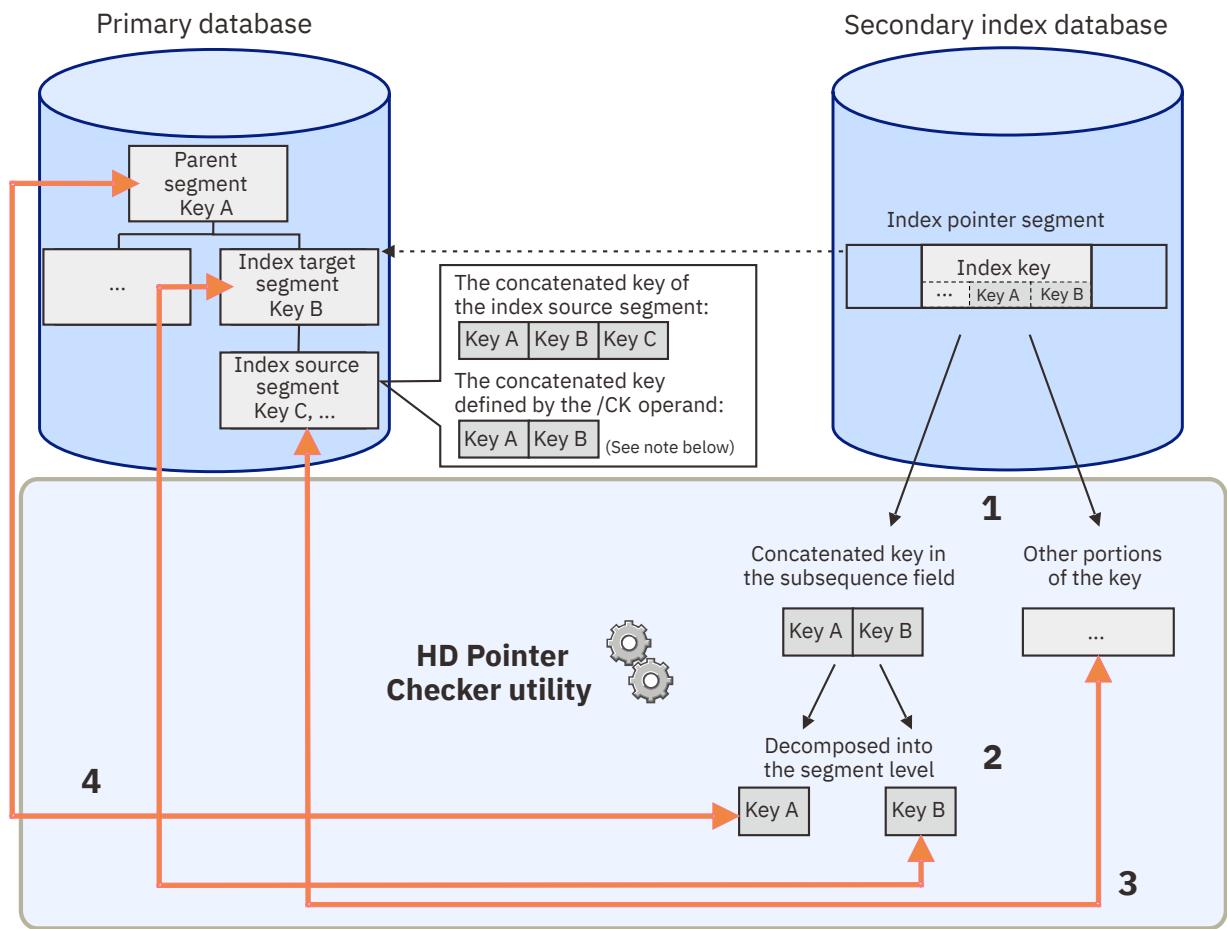 Primary database
Secondary index database
Parent
segment
Key A
...
Index target
segment
Key B
Index source
segment
Key C, ...
The concatenated key of
the index source segment:
Key A Key B Key C
The concatenated key
defined by the /CK operand:
Key A Key B (See note below)
Index pointer segment
Index key
... Key A Key B
1
Concatenated key in
the subsequence field
Key A Key B
Other portions
of the key
...
HD Pointer
Checker utility
Decomposed into
the segment level
2
Key A Key B
4
3